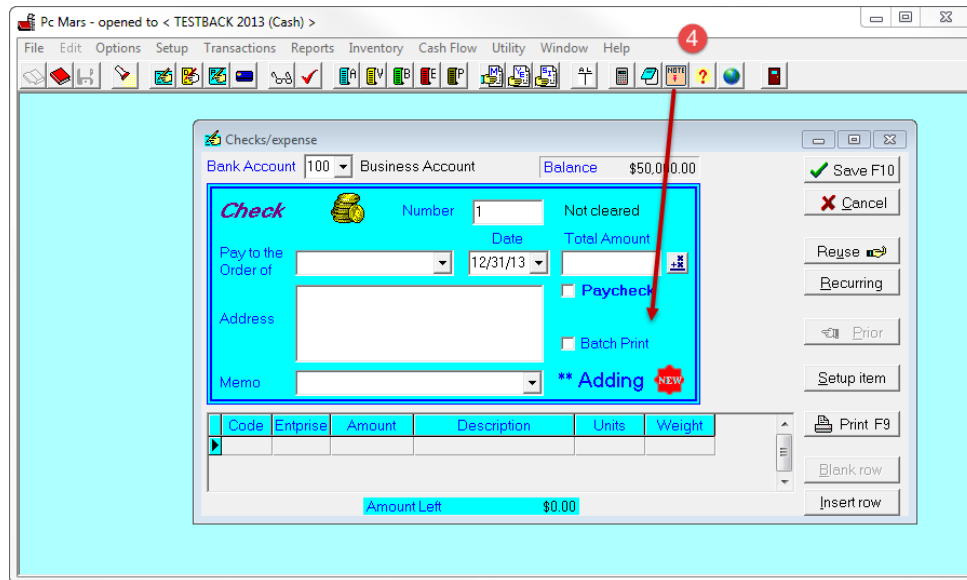 Pc Mars - opened to < TESTBACK 2013 (Cash) >
File Edit Options Setup Transactions Reports Inventory Cash Flow Utility Window Help
4
A V B E P M Y E S I NOTE ?
Checks/expense
Bank Account 100 Business Account Balance $50,000.00
Save F10
Check Number 1 Not cleared
Cancel
Date Total Amount
Pay to the
Order of
12/31/13
Reuse
Paycheck
Recurring
Address
Batch Print
Prior
Memo
** Adding NEW
Setup item
Code Entprise Amount Description Units Weight
Print F9
Blank row
Amount Left $0.00
Insert row